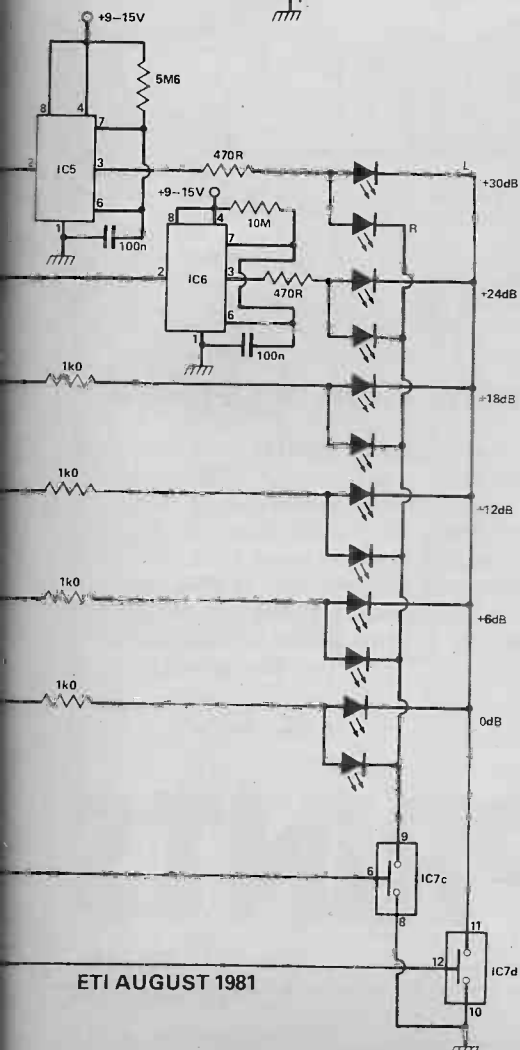 +9–15V
5M6
8
4
7
2
IC5
3
6
1
100n
470R
L
+30dB
+9–15V
8
4
10M
R
7
2
IC6
3
470R
+24dB
6
1
100n
1k0
+18dB
1k0
+12dB
1k0
+6dB
1k0
0dB
9
6
IC7c
8
11
12
IC7d
10
ETI AUGUST 1981